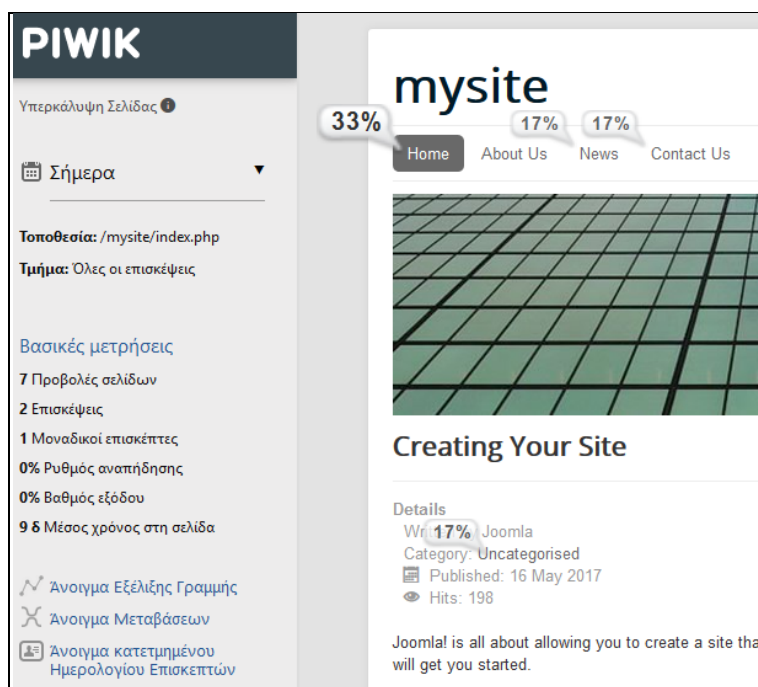 PIWIK
Υπερκάλυψη Σελίδας
Σήμερα
Τοποθεσία: /mysite/index.php
Τμήμα: Όλες οι επισκέψεις
Βασικές μετρήσεις
7 Προβολές σελίδων
2 Επισκέψεις
1 Μοναδικοί επισκέπτες
0% Ρυθμός αναπήδησης
0% Βαθμός εξόδου
9 δ Μέσος χρόνος στη σελίδα
Άνοιγμα Εξέλιξης Γραμμής
Άνοιγμα Μεταβάσεων
Άνοιγμα κατετμημένου
Ημερολογίου Επισκεπτών
mysite
33% 17% 17%
Home About Us News Contact Us
Creating Your Site
Details
17% Joomla
Category: Uncategorised
Published: 16 May 2017
Hits: 198
Joomla! is all about allowing you to create a site
will get you started.